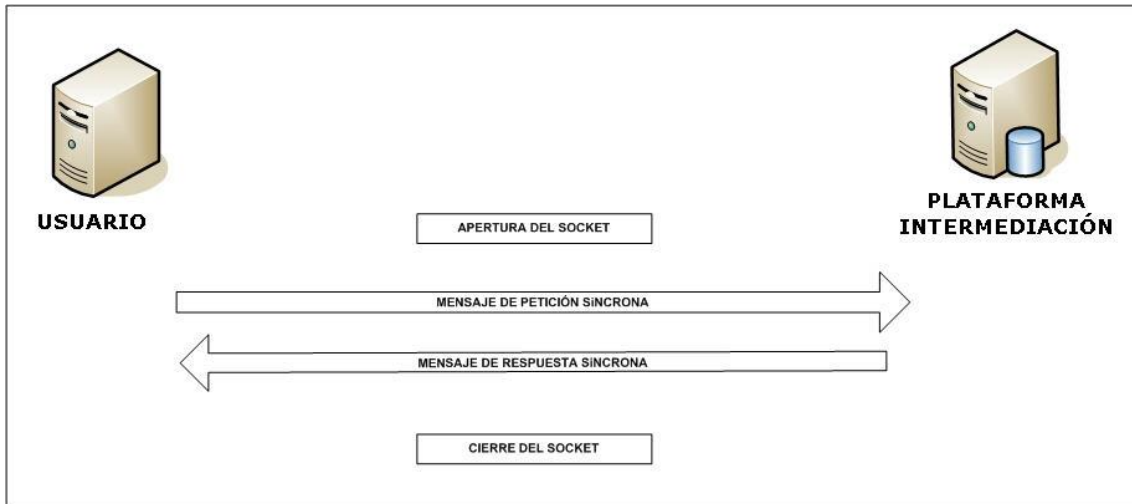 USUARIO
PLATAFORMA
INTERMEDIACIÓN
APERTURA DEL SOCKET
MENSAJE DE PETICIÓN SíNCRONA
MENSAJE DE RESPUESTA SíNCRONA
CIERRE DEL SOCKET